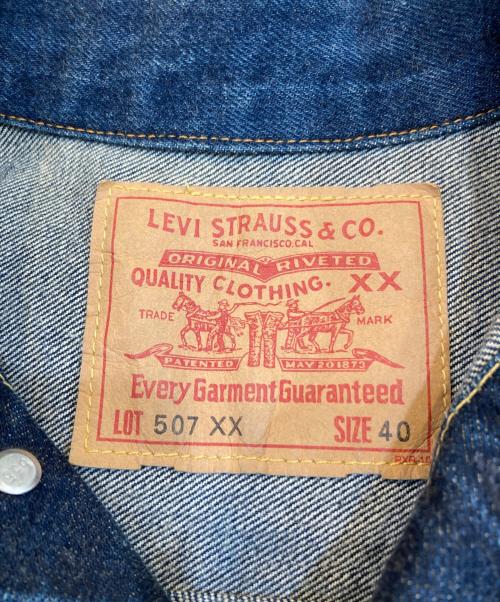 LEVI STRAUSS & CO.
SAN FRANCISCO, CAL
ORIGINAL RIVETED
QUALITY CLOTHING. XX
TRADE MARK
PATENTED MAY 20 1873
Every Garment Guaranteed
LOT 507 XX SIZE 40